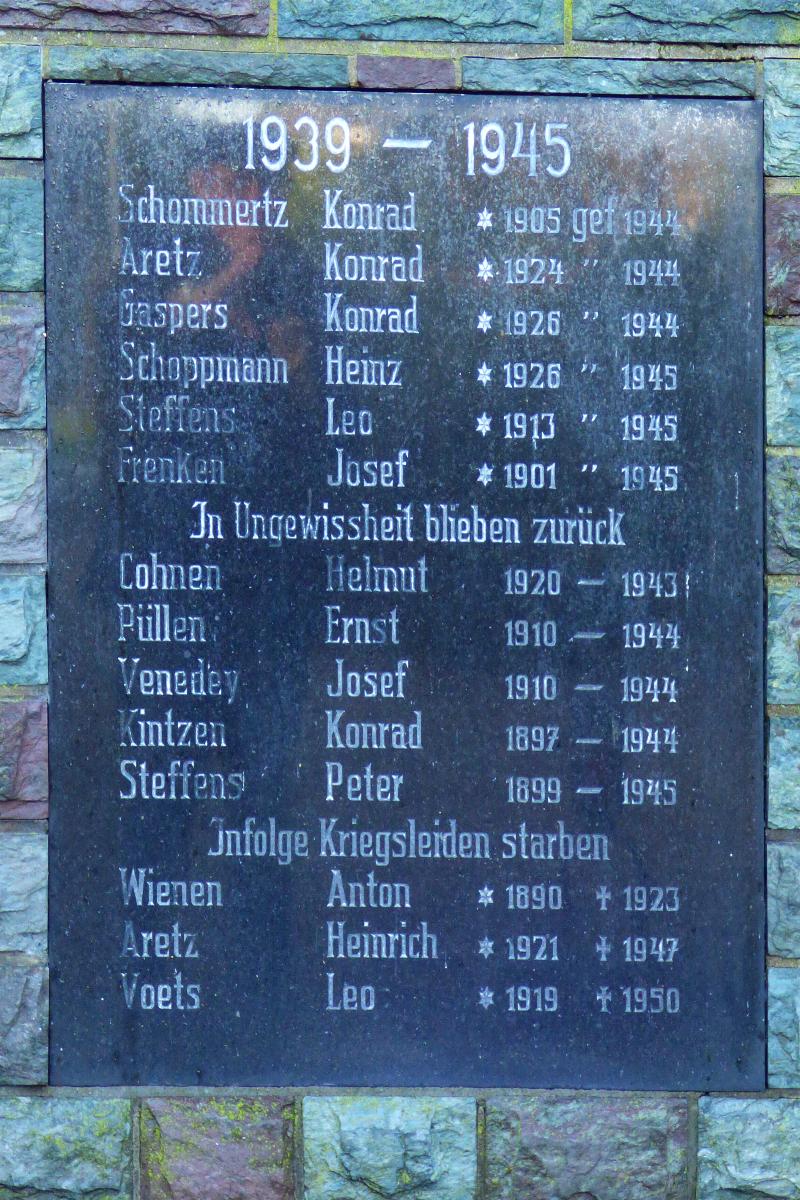 1939 – 1945
Schommertz Konrad * 1905 gef 1944
Aretz Konrad * 1924 " 1944
Gaspers Konrad * 1926 " 1944
Schoppmann Heinz * 1926 " 1945
Steffens Leo * 1913 " 1945
Frenken Josef * 1901 " 1945
In Ungewissheit blieben zurück
Cohnen Helmut 1920 – 1943
Püllen Ernst 1910 – 1944
Venedey Josef 1910 – 1944
Kintzen Konrad 1897 – 1944
Steffens Peter 1899 – 1945
Infolge Kriegsleiden starben
Wienen Anton * 1890 ✝ 1923
Aretz Heinrich * 1921 ✝ 1947
Voets Leo * 1919 ✝ 1950